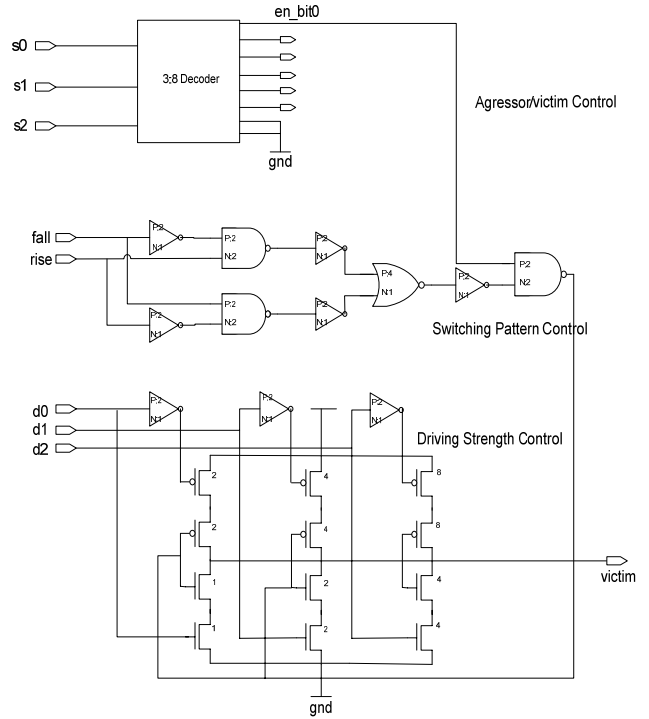 en_bit0
s0
s1
s2
3:8 Decoder
Agressor/victim Control
gnd
fall
rise
P:2
N:1
P:2
N:2
P:2
N:1
P:4
N:1
P:2
N:1
P:2
N:2
P:2
N:1
P:2
N:2
P:2
N:1
Switching Pattern Control
d0
d1
d2
P:2
N:1
P:2
N:1
P:2
N:1
Driving Strength Control
2
4
8
2
4
8
1
2
4
1
2
4
victim
gnd